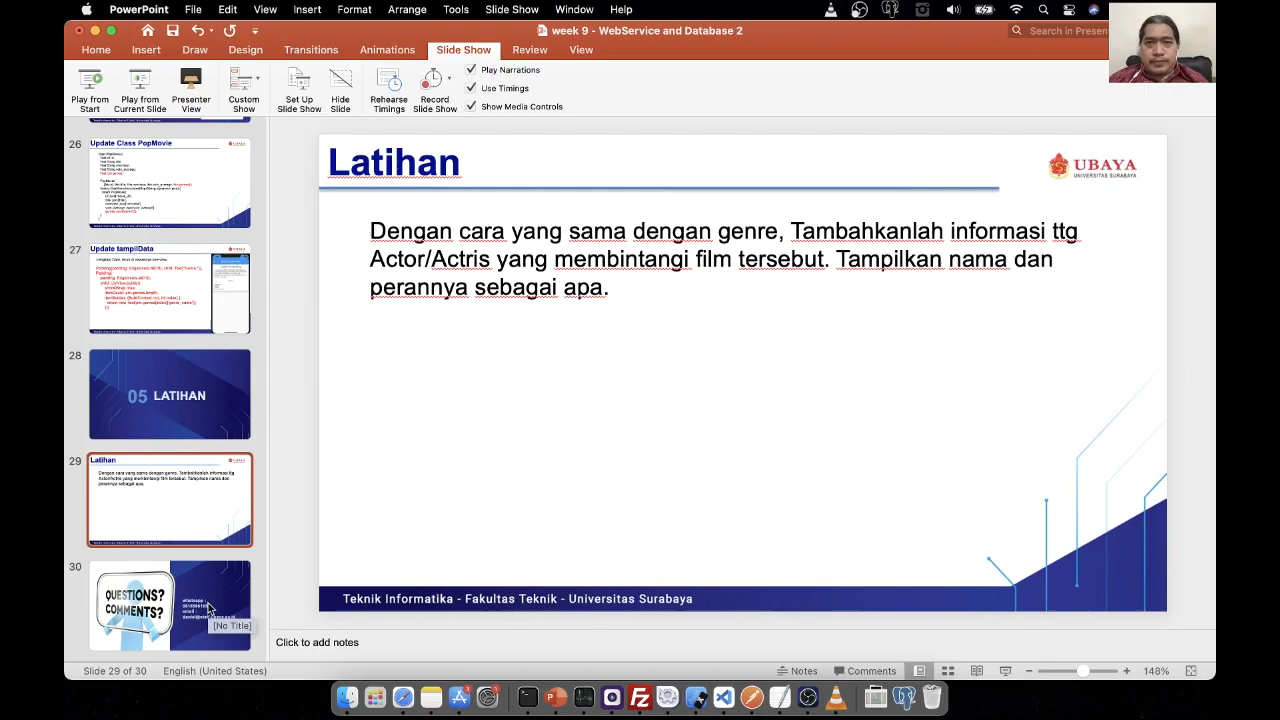 PowerPoint File Edit View Insert Format Arrange Tools Slide Show Window Help
week 9 - WebService and Database 2
Search in Presen
Home Insert Draw Design Transitions Animations Slide Show Review View
Play from Start
Play from Current Slide
Presenter View
Custom Show
Set Up Slide Show
Hide Slide
Rehearse Timings
Record Slide Show
Play Narrations
Use Timings
Show Media Controls
26
Update Class PopMovie
27
Update tampilData
28
05 LATIHAN
29
Latihan
Dengan cara yang sama dengan genre, Tambahkanlah informasi ttg
Actor/Actris yang membintangi film tersebut. Tampilkan nama dan
perannya sebagai apa.
30
QUESTIONS?
COMMENTS?
whatsapp :
email :
[No Title]
Latihan
UBAYA
UNIVERSITAS SURABAYA
Dengan cara yang sama dengan genre, Tambahkanlah informasi ttg
Actor/Actris yang membintangi film tersebut. Tampilkan nama dan
perannya sebagai apa.
Teknik Informatika - Fakultas Teknik - Universitas Surabaya
Click to add notes
Slide 29 of 30 English (United States) Notes Comments 148%